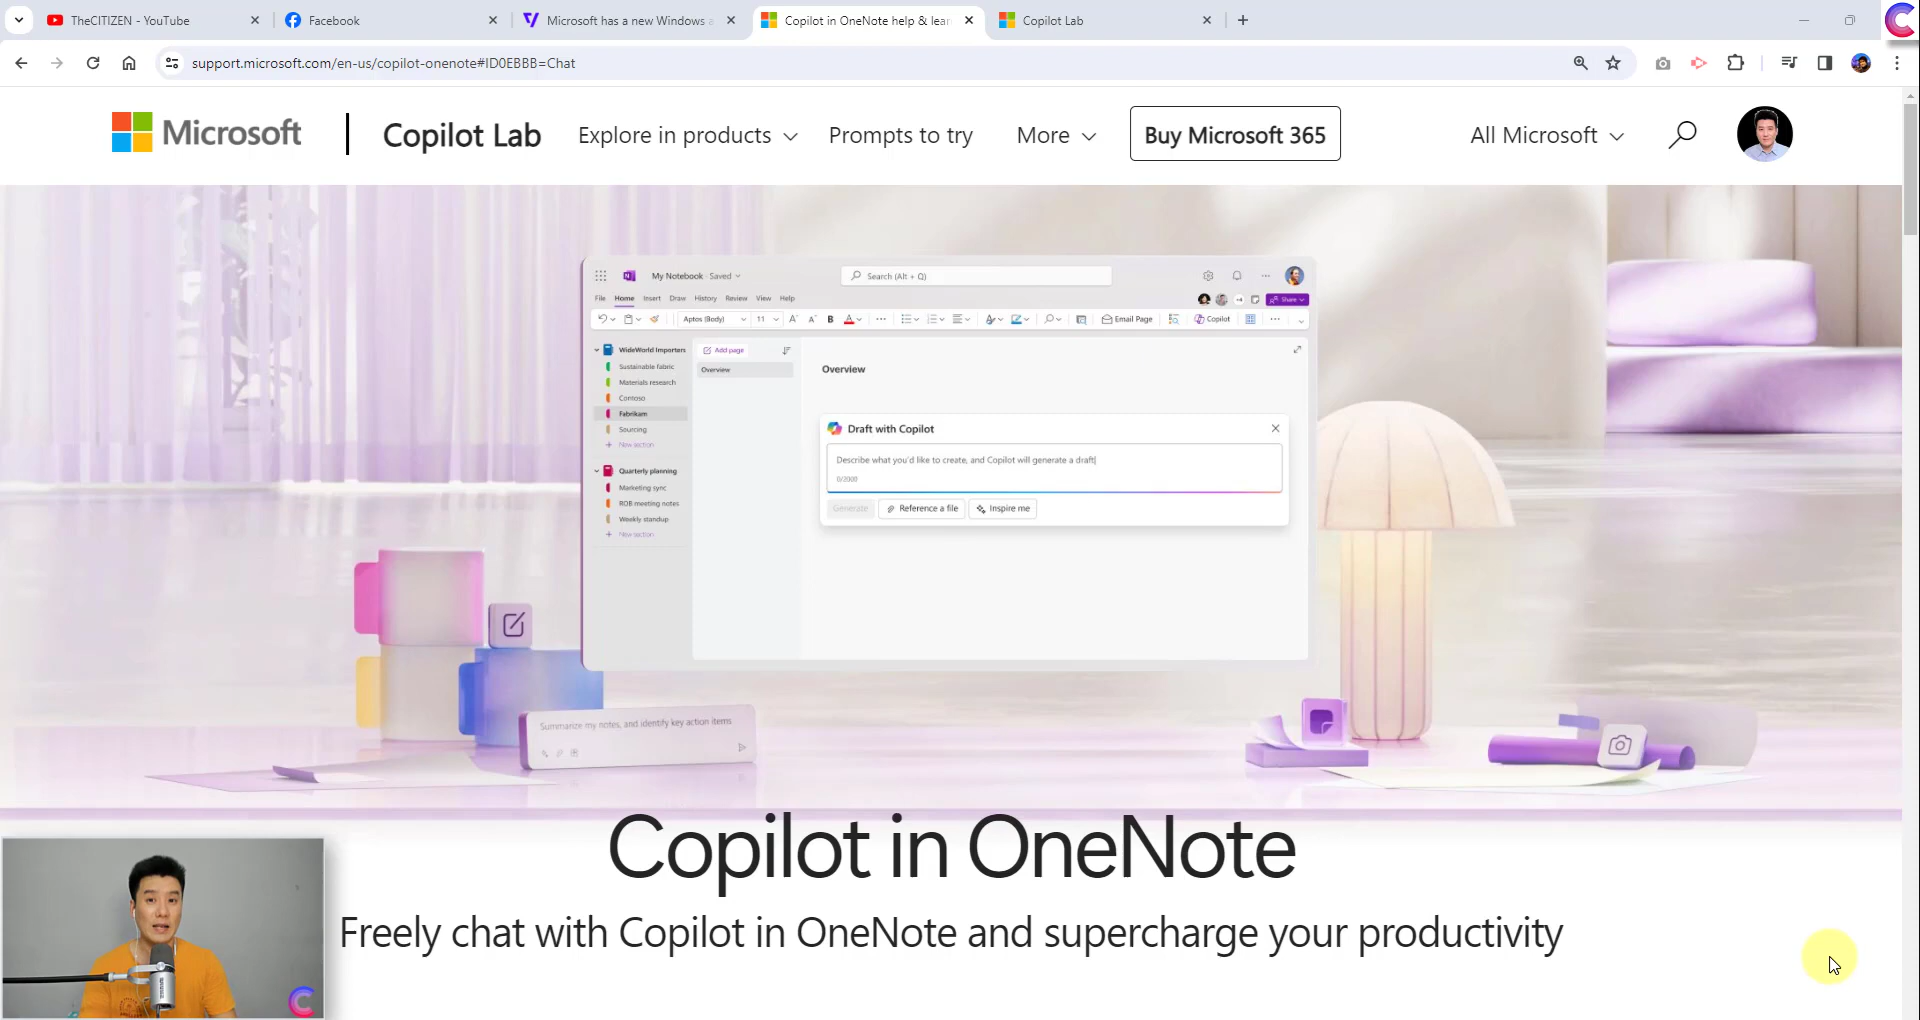 TheCITIZEN - YouTube
Facebook
Microsoft has a new Windows a
Copilot in OneNote help & lear
Copilot Lab
support.microsoft.com/en-us/copilot-onenote#ID0EBBB=Chat
Microsoft
Copilot Lab
Explore in products
Prompts to try
More
Buy Microsoft 365
All Microsoft
My Notebook · Saved
Search (Alt + Q)
File Home Insert Draw History Review View Help
Share
Aptos (Body) 11
Email Page
Copilot
WideWorld Importers
Sustainable fabric
Materials research
Contoso
Fabrikam
Sourcing
New section
Quarterly planning
Marketing sync
ROB meeting notes
Weekly standup
New section
Add page
Overview
Overview
Draft with Copilot
Describe what you'd like to create, and Copilot will generate a draft
0/2000
Generate
Reference a file
Inspire me
Summarize my notes, and identify key action items
Copilot in OneNote
Freely chat with Copilot in OneNote and supercharge your productivity